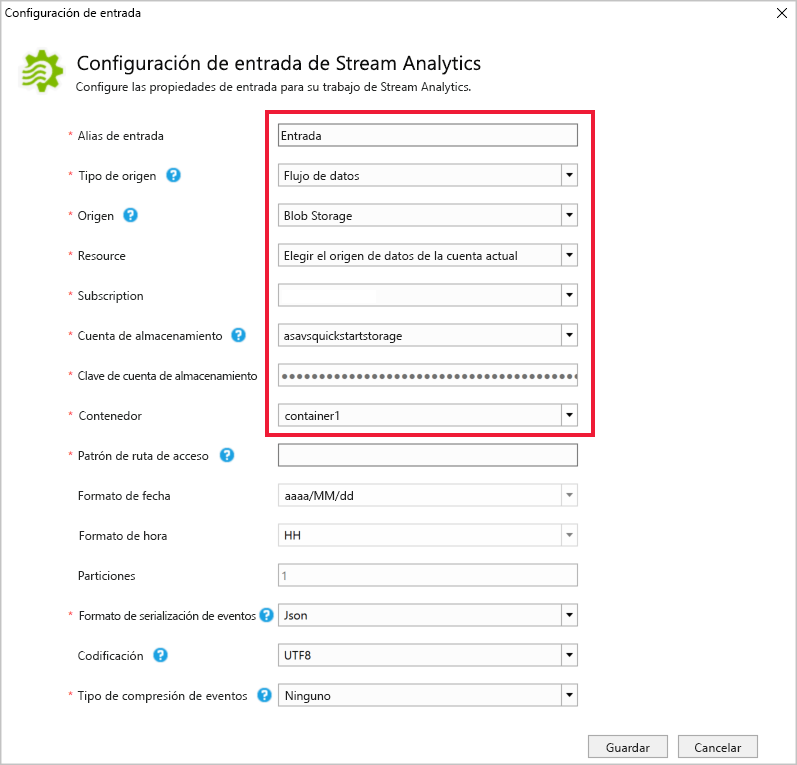 Configuración de entrada
Configuración de entrada de Stream Analytics
Configure las propiedades de entrada para su trabajo de Stream Analytics.
* Alias de entrada Entrada
* Tipo de origen ? Flujo de datos
* Origen ? Blob Storage
* Resource Elegir el origen de datos de la cuenta actual
* Subscription
* Cuenta de almacenamiento ? asavsquickstartstorage
* Clave de cuenta de almacenamiento
* Contenedor container1
* Patrón de ruta de acceso ?
Formato de fecha aaaa/MM/dd
Formato de hora HH
Particiones 1
* Formato de serialización de eventos ? Json
Codificación ? UTF8
* Tipo de compresión de eventos ? Ninguno
Guardar Cancelar